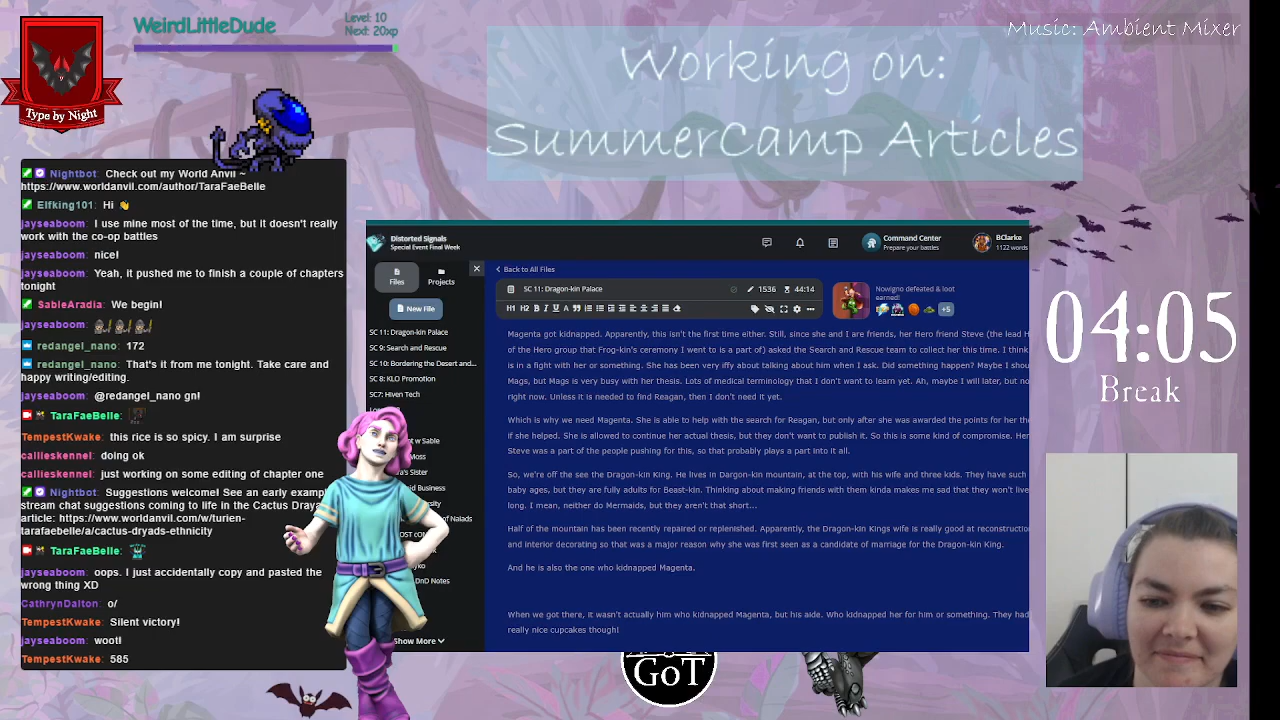 WeirdLittleDude
Level: 10
Next: 20xp
Type by Night
Working on:
SummerCamp Articles
Music: Ambient Mixer
Nightbot: Check out my World Anvil ~
https://www.worldanvil.com/author/TaraFaeBelle
Elfking101: Hi
jayseaboom: I use mine most of the time, but it doesn't really
work with the co-op battles
jayseaboom: nice!
jayseaboom: Yeah, it pushed me to finish a couple of chapters
tonight
SableAradia: We begin!
jayseaboom:
redangel_nano: 172
redangel_nano: That's it from me tonight. Take care and
happy writing/editing.
jayseaboom: @redangel_nano gn!
TaraFaeBelle:
TempestKwake: this rice is so spicy. I am surprise
callieskennel: doing ok
callieskennel: just working on some editing of chapter one
Nightbot: Suggestions welcome! See an early example
stream chat suggestions coming to life in the Cactus Drayad
article: https://www.worldanvil.com/w/turien-
tarafaebelle/a/cactus-dryad-species
TaraFaeBelle:
jayseaboom: oops. I just accidentally copy and pasted the
wrong thing XD
CathrynDalton: o/
TempestKwake: So victory!
jayseaboom: woot!
TempestKwake: 585
Distorted Signals
Special Event Final Week
Command Center
Prepare your battles
BClarke
1122 words
Files
Projects
New File
SC 11: Dragon-kin Palace
SC 9: Search and Rescue
SC 8: KLO Promotion
SC 7: Hiven Tech
Show More
Back to All Files
SC 11: Dragon-kin Palace
1536
44:14
Nowigno defeated & loot
earned!
+5
H1 H2 H3 H4 B I U A
Magenta got kidnapped. Apparently, this isn't the first time either. Still, since she and I are friends, her Hero friend Steve (the lead H
of the Hero group that Frog-kin's ceremony I went to is a part of) asked the Search and Rescue team to collect her this time. I think
is in a fight with her or something. She has been very iffy about talking about him when I ask. Did something happen? Maybe I shou
Mags, but Mags is very busy with her thesis. Lots of medical terminology that I don't want to learn yet. Ah, maybe I will later, but no
right now. Unless it is needed to find Reagan, then I don't need it yet.
Which is why we need Magenta. She is able to help with the search for Reagan, but only after she was awarded the points for her the
if she helped. She is allowed to continue her actual thesis, but they don't want to publish it. So this is some kind of compromise. Her
Steve was a part of the people pushing for this, so that probably plays a part into it all.
So, we're off the see the Dragon-kin King. He lives in Dargon-kin mountain, at the top, with his wife and three kids. They have such
baby ages, but they are fully adults for Beast-kin. Thinking about making friends with them kinda makes me sad that they won't live
long. I mean, neither do Mermaids, but they aren't that short...
Half of the mountain has been recently repaired or replenished. Apparently, the Dragon-kin Kings wife is really good at reconstructio
and interior decorating so that was a major reason why she was first seen as a candidate of marriage for the Dragon-kin King.
And he is also the one who kidnapped Magenta.
When we got there, it wasn't actually him who kidnapped Magenta, but his aide. Who kidnapped her for him or something. They had
really nice cupcakes though!
04:05
Break
GoT